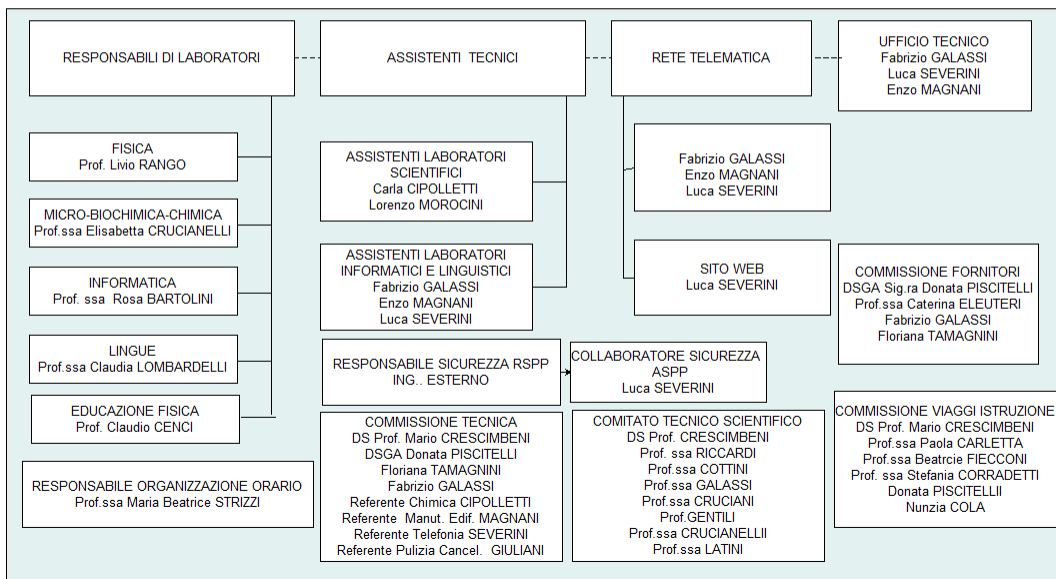 RESPONSABILI DI LABORATORI
ASSISTENTI TECNICI
RETE TELEMATICA
UFFICIO TECNICO
Fabrizio GALASSI
Luca SEVERINI
Enzo MAGNANI
FISICA
Prof. Livio RANGO
MICRO-BIOCHIMICA-CHIMICA
Prof.ssa Elisabetta CRUCIANELLI
INFORMATICA
Prof. ssa Rosa BARTOLINI
LINGUE
Prof.ssa Claudia LOMBARDELLI
EDUCAZIONE FISICA
Prof. Claudio CENCI
RESPONSABILE ORGANIZZAZIONE ORARIO
Prof.ssa Maria Beatrice STRIZZI
ASSISTENTI LABORATORI
SCIENTIFICI
Carla CIPOLLETTI
Lorenzo MOROCINI
ASSISTENTI LABORATORI
INFORMATICI E LINGUISTICI
Fabrizio GALASSI
Enzo MAGNANI
Luca SEVERINI
RESPONSABILE SICUREZZA RSPP
ING.. ESTERNO
COMMISSIONE TECNICA
DS Prof. Mario CRESCIMBENI
DSGA Donata PISCITELLI
Floriana TAMAGNINI
Fabrizio GALASSI
Referente Chimica CIPOLLETTI
Referente Manut. Edif. MAGNANI
Referente Telefonia SEVERINI
Referente Pulizia Cancel. GIULIANI
Fabrizio GALASSI
Enzo MAGNANI
Luca SEVERINI
SITO WEB
Luca SEVERINI
COLLABORATORE SICUREZZA
ASPP
Luca SEVERINI
COMITATO TECNICO SCIENTIFICO
DS Prof. CRESCIMBENI
Prof. ssa RICCARDI
Prof.ssa COTTINI
Prof.ssa GALASSI
Prof.ssa CRUCIANI
Prof.GENTILI
Prof.ssa CRUCIANELLII
Prof.ssa LATINI
COMMISSIONE FORNITORI
DSGA Sig.ra Donata PISCITELLI
Prof.ssa Caterina ELEUTERI
Fabrizio GALASSI
Floriana TAMAGNINI
COMMISSIONE VIAGGI ISTRUZIONE
DS Prof. Mario CRESCIMBENI
Prof.ssa Paola CARLETTA
Prof.ssa Beatrcie FIECCONI
Prof. ssa Stefania CORRADETTI
Donata PISCITELLII
Nunzia COLA